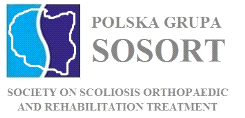 POLSKA GRUPA
SOSORT
SOCIETY ON SCOLIOSIS ORTHOPAEDIC
AND REHABILITATION TREATMENT